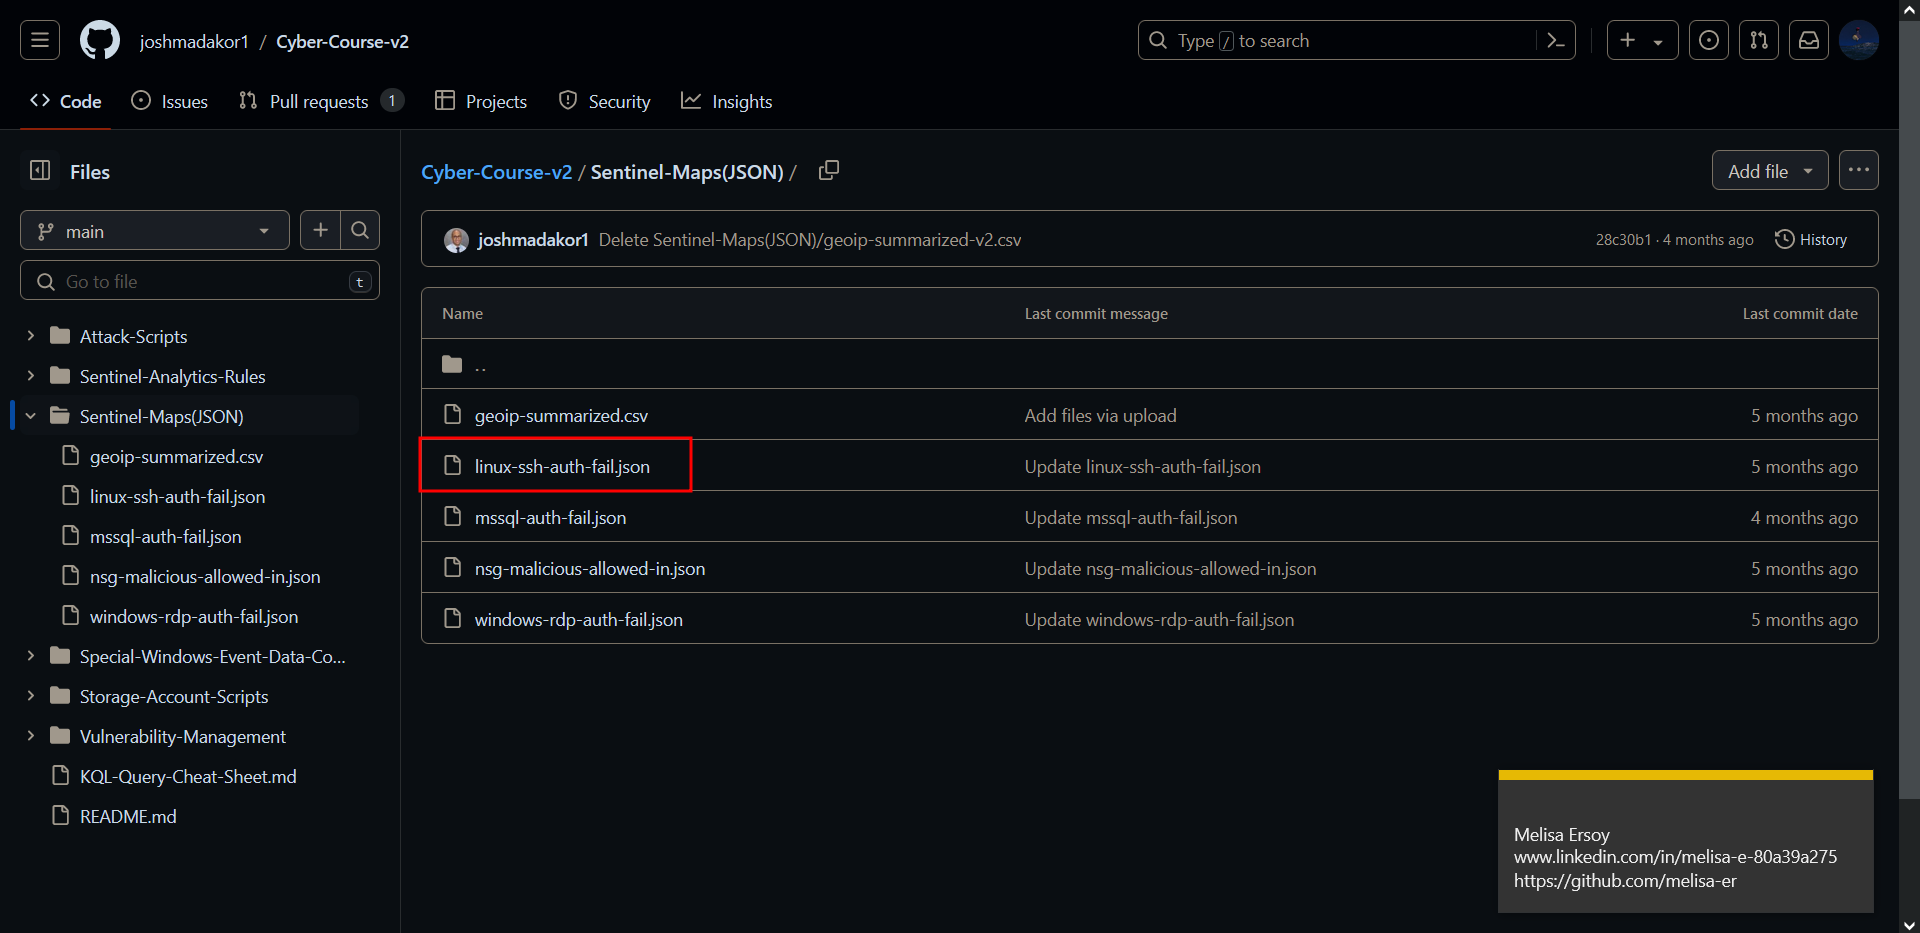 joshmadakor1 / Cyber-Course-v2
Type / to search
Code
Issues
Pull requests 1
Projects
Security
Insights
Files
main
Go to file
t
Attack-Scripts
Sentinel-Analytics-Rules
Sentinel-Maps(JSON)
geoip-summarized.csv
linux-ssh-auth-fail.json
mssql-auth-fail.json
nsg-malicious-allowed-in.json
windows-rdp-auth-fail.json
Special-Windows-Event-Data-Co...
Storage-Account-Scripts
Vulnerability-Management
KQL-Query-Cheat-Sheet.md
README.md
Cyber-Course-v2 / Sentinel-Maps(JSON) /
Add file
joshmadakor1 Delete Sentinel-Maps(JSON)/geoip-summarized-v2.csv 28c30b1 · 4 months ago History
Name Last commit message Last commit date
..
geoip-summarized.csv Add files via upload 5 months ago
linux-ssh-auth-fail.json Update linux-ssh-auth-fail.json 5 months ago
mssql-auth-fail.json Update mssql-auth-fail.json 4 months ago
nsg-malicious-allowed-in.json Update nsg-malicious-allowed-in.json 5 months ago
windows-rdp-auth-fail.json Update windows-rdp-auth-fail.json 5 months ago
Melisa Ersoy
www.linkedin.com/in/melisa-e-80a39a275
https://github.com/melisa-er